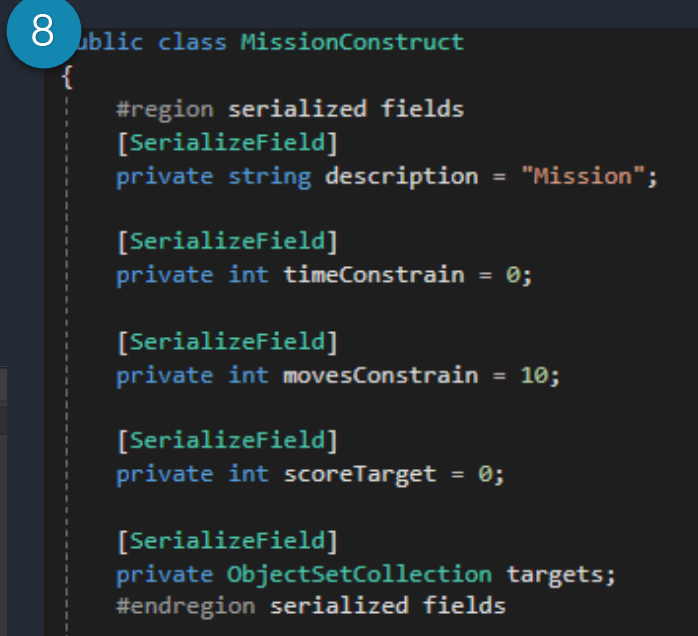 8
ublic class MissionConstruct
{
#region serialized fields
[SerializeField]
private string description = "Mission";
[SerializeField]
private int timeConstrain = 0;
[SerializeField]
private int movesConstrain = 10;
[SerializeField]
private int scoreTarget = 0;
[SerializeField]
private ObjectSetCollection targets;
#endregion serialized fields